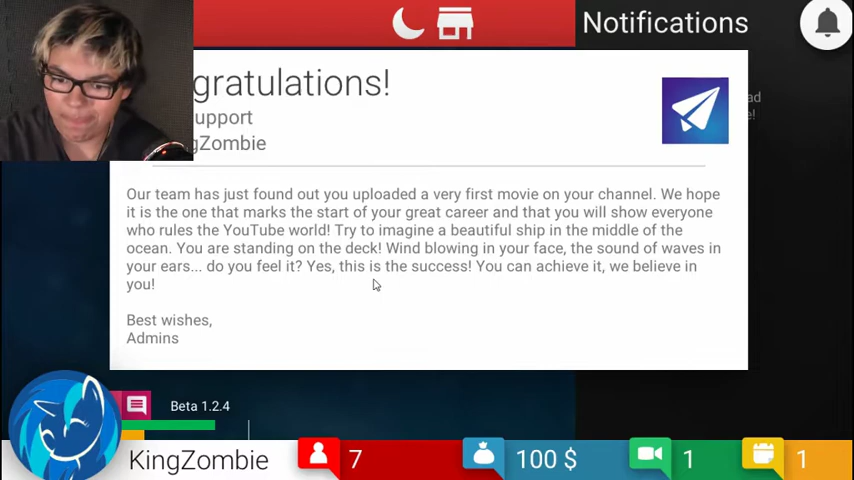 Notifications
gratulations!
upport
gZombie
Our team has just found out you uploaded a very first movie on your channel. We hope
it is the one that marks the start of your great career and that you will show everyone
who rules the YouTube world! Try to imagine a beautiful ship in the middle of the
ocean. You are standing on the deck! Wind blowing in your face, the sound of waves in
your ears... do you feel it? Yes, this is the success! You can achieve it, we believe in
you!
Best wishes,
Admins
Beta 1.2.4
KingZombie
7
100 $
1
1